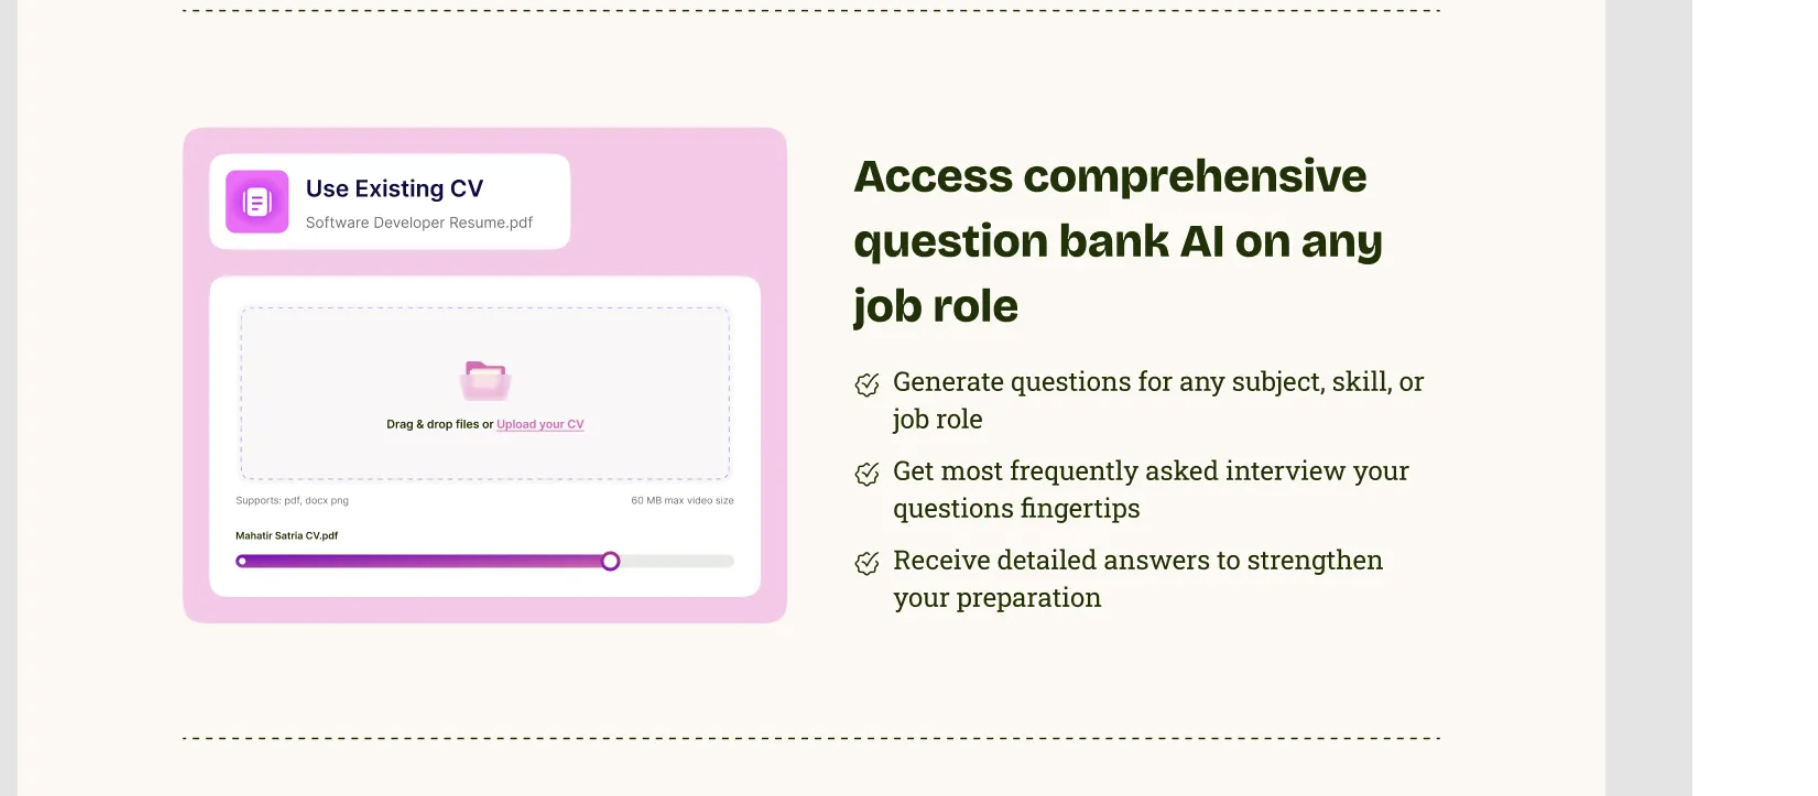 Use Existing CV
Software Developer Resume.pdf
Drag & drop files or Upload your CV
Supports: pdf, docx png
60 MB max video size
Mahatir Satria CV.pdf
Access comprehensive
question bank AI on any
job role
Generate questions for any subject, skill, or
job role
Get most frequently asked interview your
questions fingertips
Receive detailed answers to strengthen
your preparation